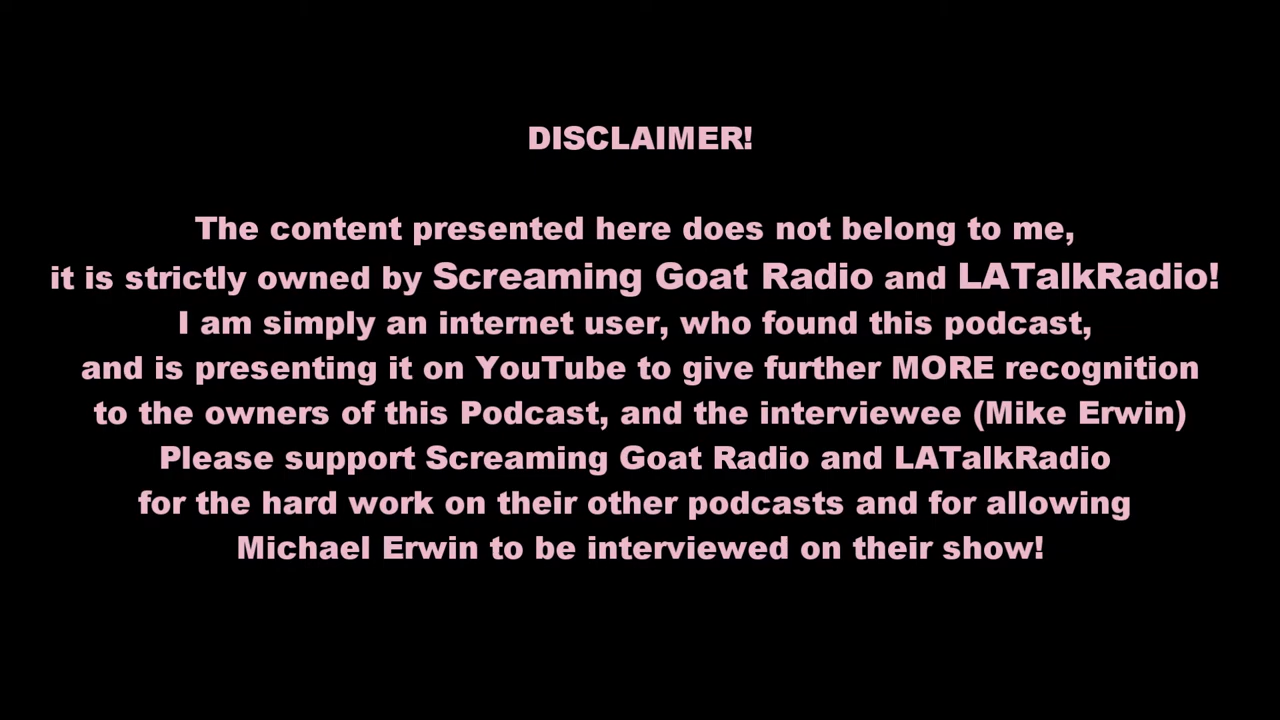 DISCLAIMER!
The content presented here does not belong to me,
it is strictly owned by Screaming Goat Radio and LATalkRadio!
I am simply an internet user, who found this podcast,
and is presenting it on YouTube to give further MORE recognition
to the owners of this Podcast, and the interviewee (Mike Erwin)
Please support Screaming Goat Radio and LATalkRadio
for the hard work on their other podcasts and for allowing
Michael Erwin to be interviewed on their show!